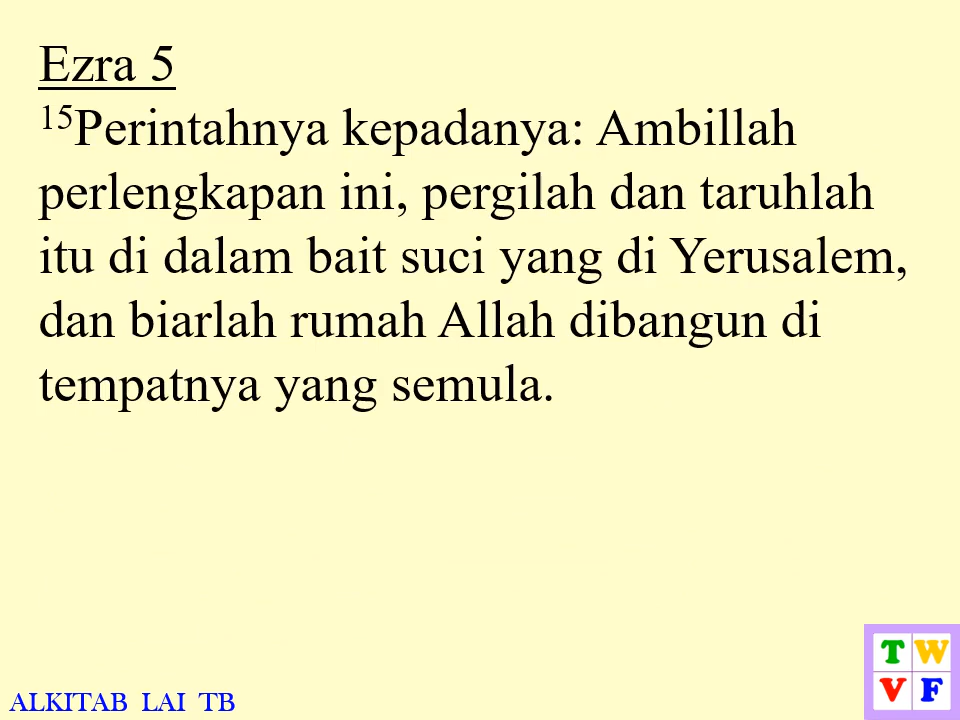 Ezra 5
15Perintahnya kepadanya: Ambillah
perlengkapan ini, pergilah dan taruhlah
itu di dalam bait suci yang di Yerusalem,
dan biarlah rumah Allah dibangun di
tempatnya yang semula.
T W
V F
ALKITAB LAI TB